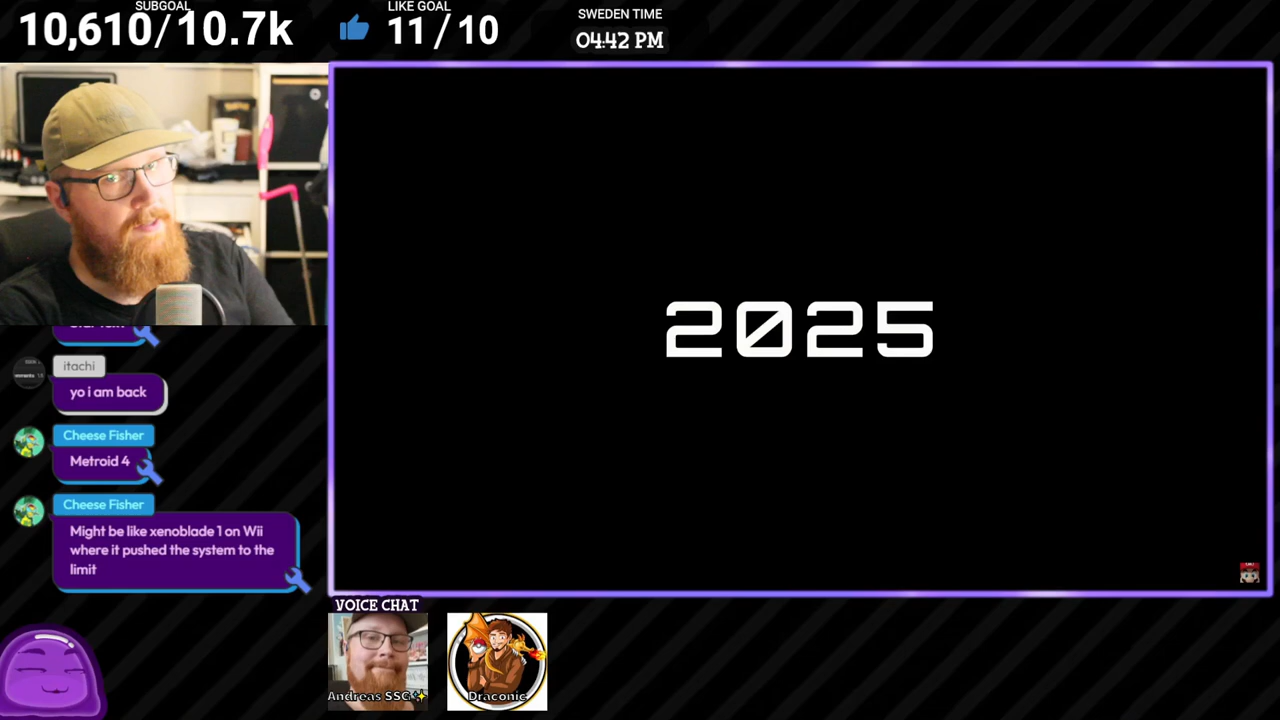 SUBGOAL
10,610/10.7k
LIKE GOAL
11/10
SWEDEN TIME
04:42 PM
2025
itachi
yo i am back
Cheese Fisher
Metroid 4
Cheese Fisher
Might be like xenoblade 1 on Wii
where it pushed the system to the
limit
VOICE CHAT
Andreas SSG
Draconic